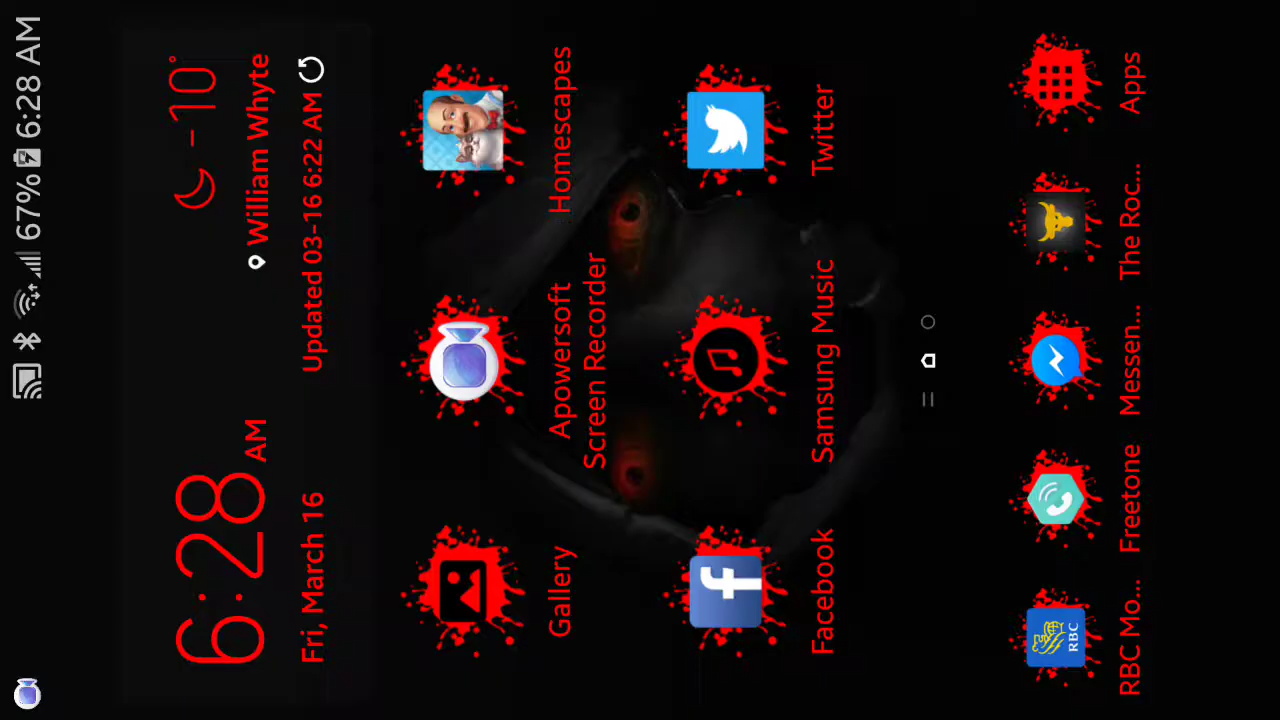 67% 6:28 AM
6:28 AM
Fri, March 16
-10°
William Whyte
Updated 03-16 6:22 AM
Gallery
Apowersoft
Screen Recorder
Homescapes
Facebook
Samsung Music
Twitter
RBC
RBC Mo...
Freetone
Messen...
The Roc...
Apps